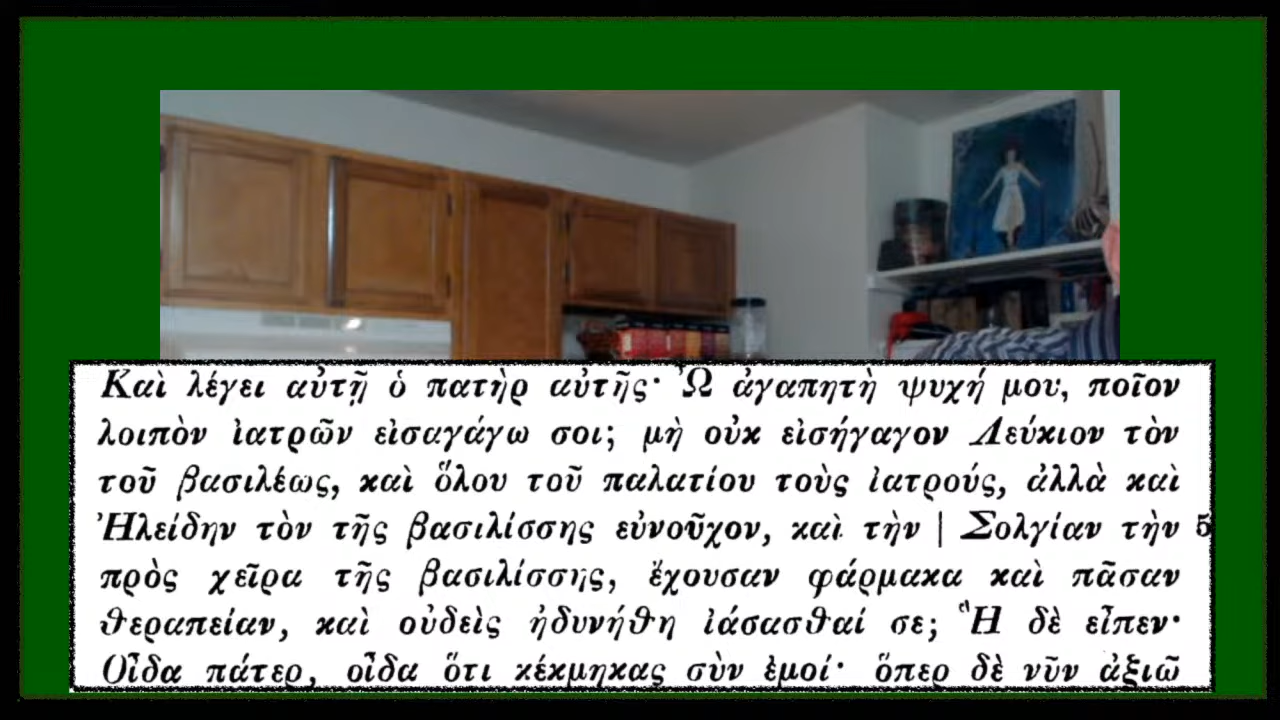 Καὶ λέγει αὐτῇ ὁ πατὴρ αὐτῆς· Ὦ ἀγαπητὴ ψυχή μου, ποῖον
λοιπὸν ἰατρῶν εἰσαγάγω σοι; μὴ οὐκ εἰσήγαγον Λεύκιον τὸν
τοῦ βασιλέως, καὶ ὅλου τοῦ παλατίου τοὺς ἰατρούς, ἀλλὰ καὶ
Ἠλείδην τὸν τῆς βασιλίσσης εὐνοῦχον, καὶ τὴν | Σολγίαν τὴν 5
πρὸς χεῖρα τῆς βασιλίσσης, ἔχουσαν φάρμακα καὶ πᾶσαν
θεραπείαν, καὶ οὐδεὶς ἠδυνήθη ἰάσασθαί σε; Ἣ δὲ εἶπεν·
Οἶδα πάτερ, οἶδα ὅτι κέκμηκας σὺν ἐμοί· ὅπερ δὲ νῦν ἀξιῶ